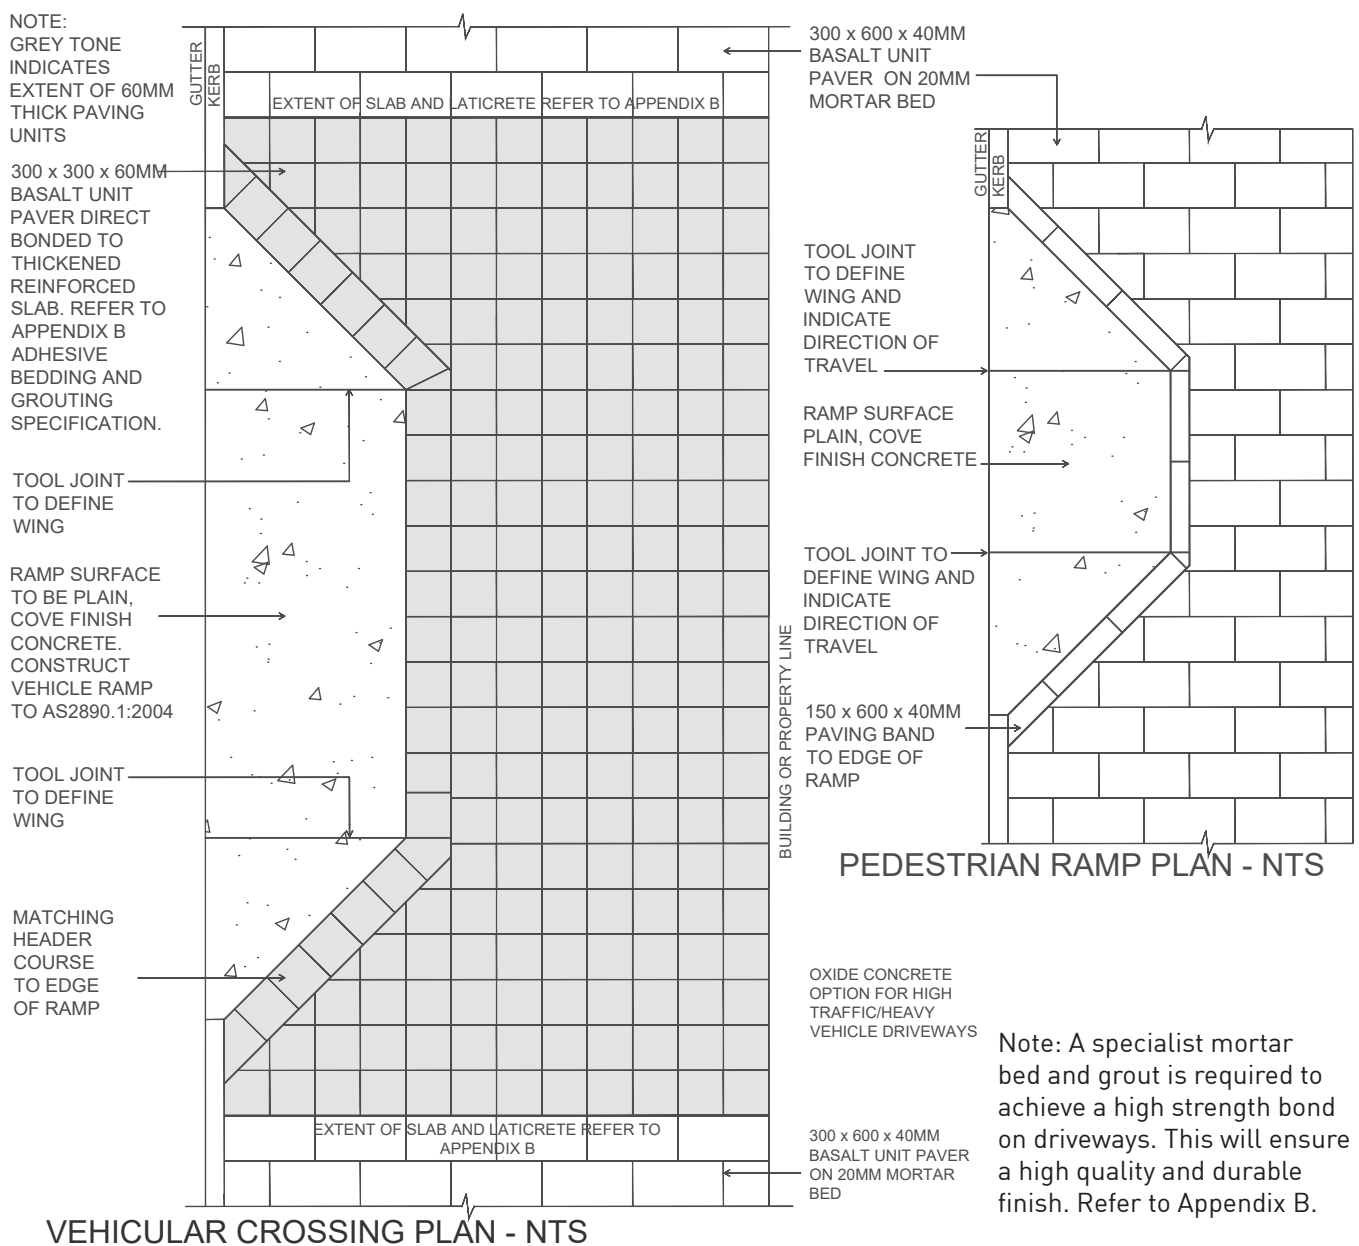 NOTE:
GREY TONE
INDICATES
EXTENT OF 60MM
THICK PAVING
UNITS
300 x 300 x 60MM
BASALT UNIT
PAVER DIRECT
BONDED TO
THICKENED
REINFORCED
SLAB. REFER TO
APPENDIX B
ADHESIVE
BEDDING AND
GROUTING
SPECIFICATION.
TOOL JOINT
TO DEFINE
WING
RAMP SURFACE
TO BE PLAIN,
COVE FINISH
CONCRETE.
CONSTRUCT
VEHICLE RAMP
TO AS2890.1:2004
TOOL JOINT
TO DEFINE
WING
MATCHING
HEADER
COURSE
TO EDGE
OF RAMP
GUTTER
KERB
EXTENT OF SLAB AND LATICRETE REFER TO APPENDIX B
EXTENT OF SLAB AND LATICRETE REFER TO
APPENDIX B
BUILDING OR PROPERTY LINE
VEHICULAR CROSSING PLAN - NTS
300 x 600 x 40MM
BASALT UNIT
PAVER ON 20MM
MORTAR BED
GUTTER
KERB
TOOL JOINT
TO DEFINE
WING AND
INDICATE
DIRECTION OF
TRAVEL
RAMP SURFACE
PLAIN, COVE
FINISH CONCRETE
TOOL JOINT TO
DEFINE WING AND
INDICATE
DIRECTION OF
TRAVEL
150 x 600 x 40MM
PAVING BAND
TO EDGE OF
RAMP
PEDESTRIAN RAMP PLAN - NTS
OXIDE CONCRETE
OPTION FOR HIGH
TRAFFIC/HEAVY
VEHICLE DRIVEWAYS
300 x 600 x 40MM
BASALT UNIT PAVER
ON 20MM MORTAR
BED
Note: A specialist mortar
bed and grout is required to
achieve a high strength bond
on driveways. This will ensure
a high quality and durable
finish. Refer to Appendix B.